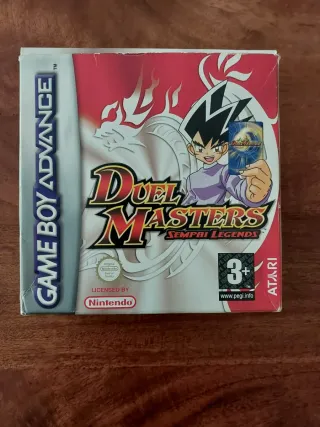 GAME BOY ADVANCE
DUEL
MASTERS
SEMPAI LEGENDS
LICENSED BY
Nintendo
3+
www.pegi.info
ATARI